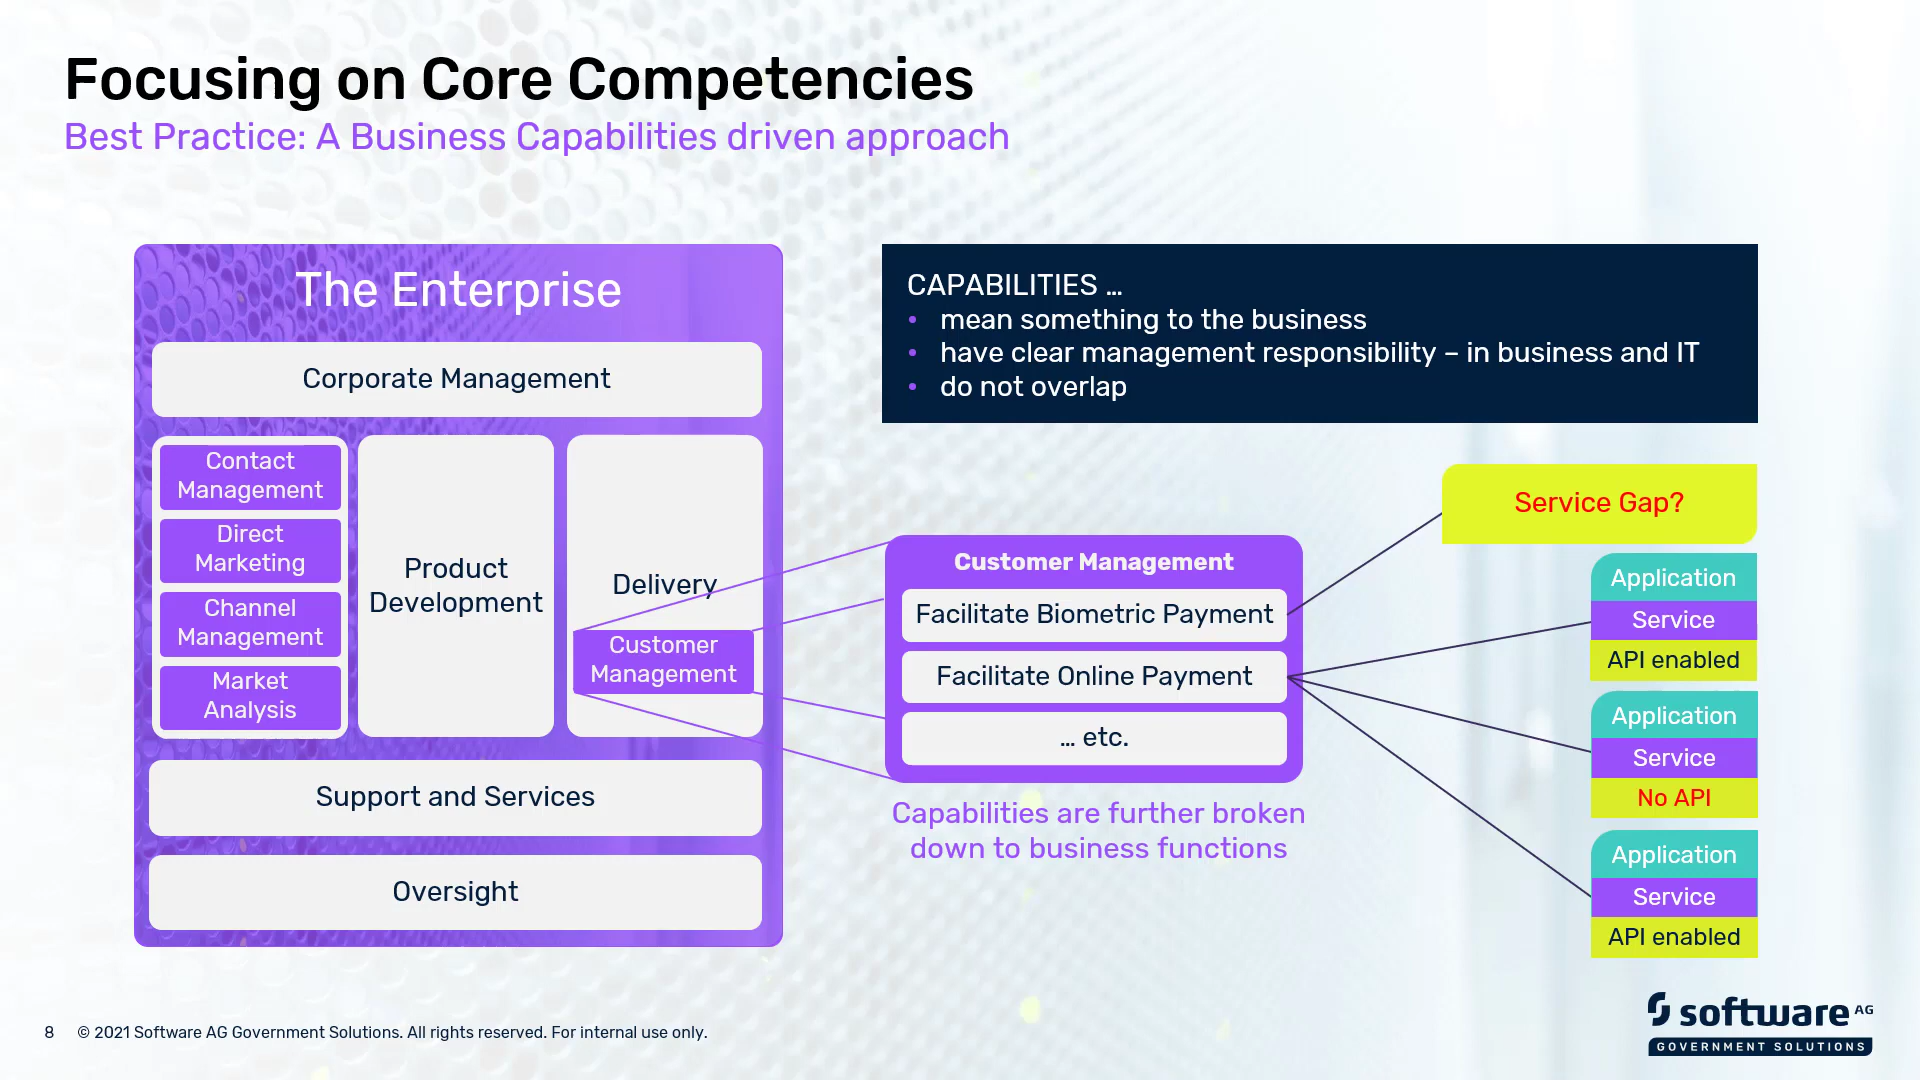 Focusing on Core Competencies
Best Practice: A Business Capabilities driven approach
The Enterprise
Corporate Management
Contact
Management
Direct
Marketing
Channel
Management
Market
Analysis
Product
Development
Delivery
Customer
Management
Support and Services
Oversight
CAPABILITIES …
• mean something to the business
• have clear management responsibility – in business and IT
• do not overlap
Customer Management
Facilitate Biometric Payment
Facilitate Online Payment
… etc.
Capabilities are further broken
down to business functions
Service Gap?
Application
Service
API enabled
Application
Service
No API
Application
Service
API enabled
8 © 2021 Software AG Government Solutions. All rights reserved. For internal use only.
software AG
GOVERNMENT SOLUTIONS